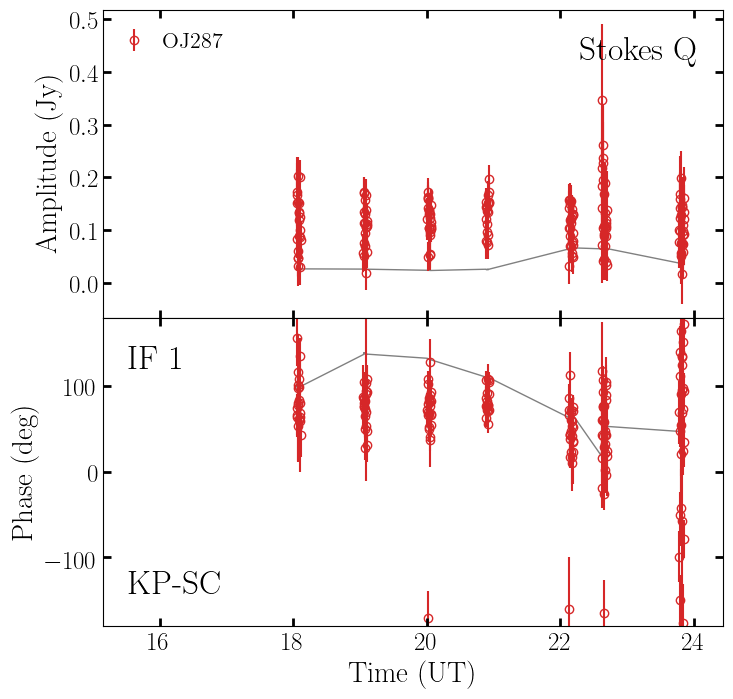 0.5
OJ287
Stokes Q
0.4
0.3
0.2
0.1
0.0
Amplitude (Jy)
IF 1
100
0
−100
Phase (deg)
KP-SC
16 18 20 22 24
Time (UT)